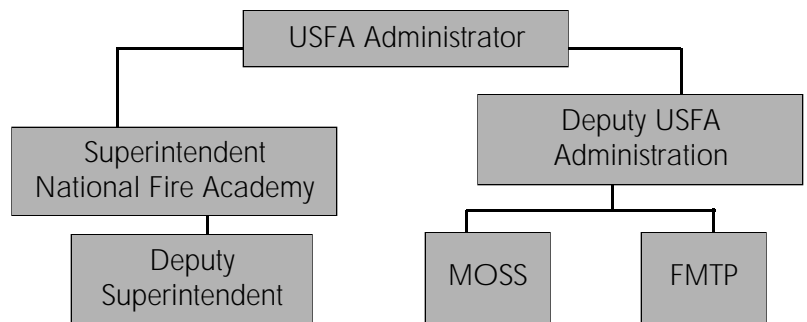 USFA Administrator
Superintendent
National Fire Academy
Deputy USFA
Administration
Deputy
Superintendent
MOSS
FMTP